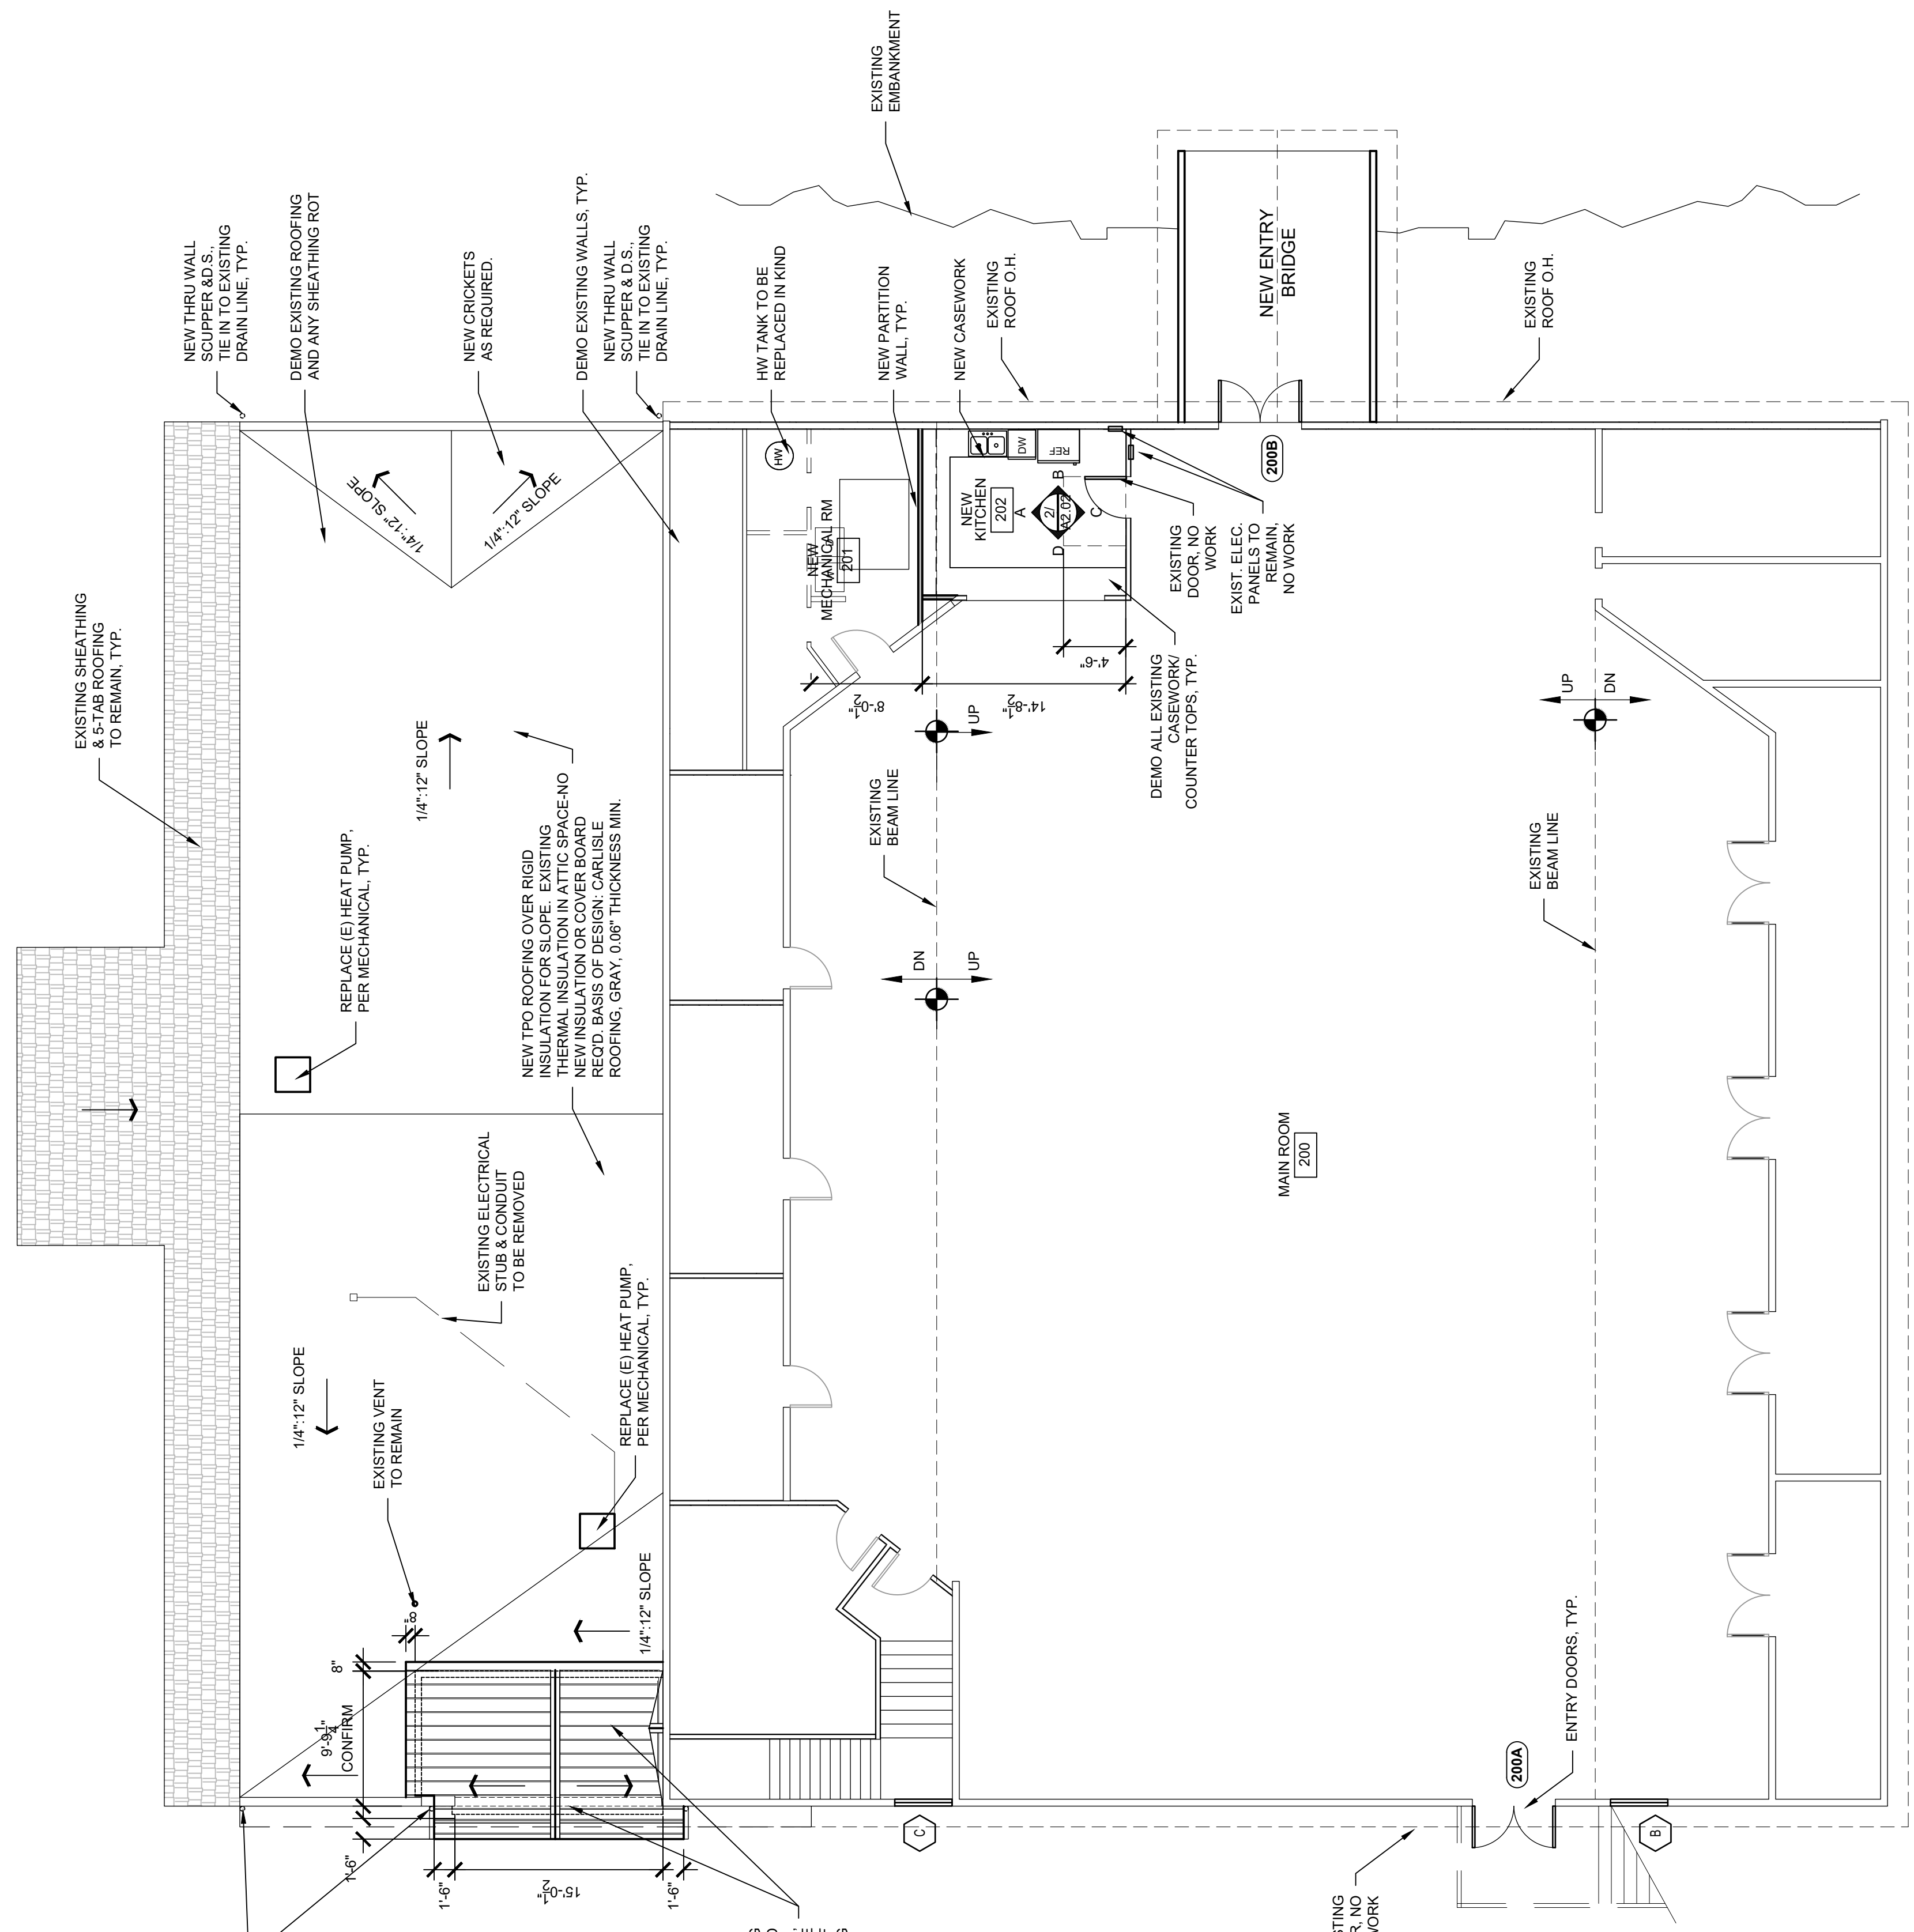 NEW THRU WALL
SCUPPER &D.S.,
TIE IN TO EXISTING
DRAIN LINE, TYP.
DEMO EXISTING ROOFING
AND ANY SHEATHING ROT
NEW CRICKETS
AS REQUIRED.
DEMO EXISTING WALLS, TYP.
NEW THRU WALL
SCUPPER & D.S.,
TIE IN TO EXISTING
DRAIN LINE, TYP.
HW TANK TO BE
REPLACED IN KIND
EXISTING
EMBANKMENT
NEW PARTITION
WALL, TYP.
NEW CASEWORK
EXISTING
ROOF O.H.
NEW ENTRY
BRIDGE
EXISTING
ROOF O.H.
EXISTING SHEATHING
& 5-TAB ROOFING
TO REMAIN, TYP.
1/4":12" SLOPE
1/4":12" SLOPE
1/4":12" SLOPE
HW
NEW
MECHANICAL RM
201
NEW
KITCHEN
202
DW
REF
A
B
C
D
2/
A2.02
200B
EXISTING
DOOR, NO
WORK
EXIST. ELEC.
PANELS TO
REMAIN,
NO WORK
8'-0 1/2"
14'-8 1/2"
4'-6"
DEMO ALL EXISTING
CASEWORK/
COUNTER TOPS, TYP.
UP
UP
DN
REPLACE (E) HEAT PUMP,
PER MECHANICAL, TYP.
NEW TPO ROOFING OVER RIGID
INSULATION FOR SLOPE. EXISTING
THERMAL INSULATION IN ATTIC SPACE-NO
NEW INSULATION OR COVER BOARD
REQ'D. BASIS OF DESIGN: CARLISLE
ROOFING, GRAY, 0.06" THICKNESS MIN.
EXISTING
BEAM LINE
DN
UP
EXISTING
BEAM LINE
MAIN ROOM
200
EXISTING ELECTRICAL
STUB & CONDUIT
TO BE REMOVED
1/4":12" SLOPE
EXISTING VENT
TO REMAIN
REPLACE (E) HEAT PUMP,
PER MECHANICAL, TYP.
1/4":12" SLOPE
8"
8"
9'-9 1/4"
CONFIRM
1'-6"
1'-6"
15'-0 1/2"
1'-6"
C
200A
ENTRY DOORS, TYP.
B